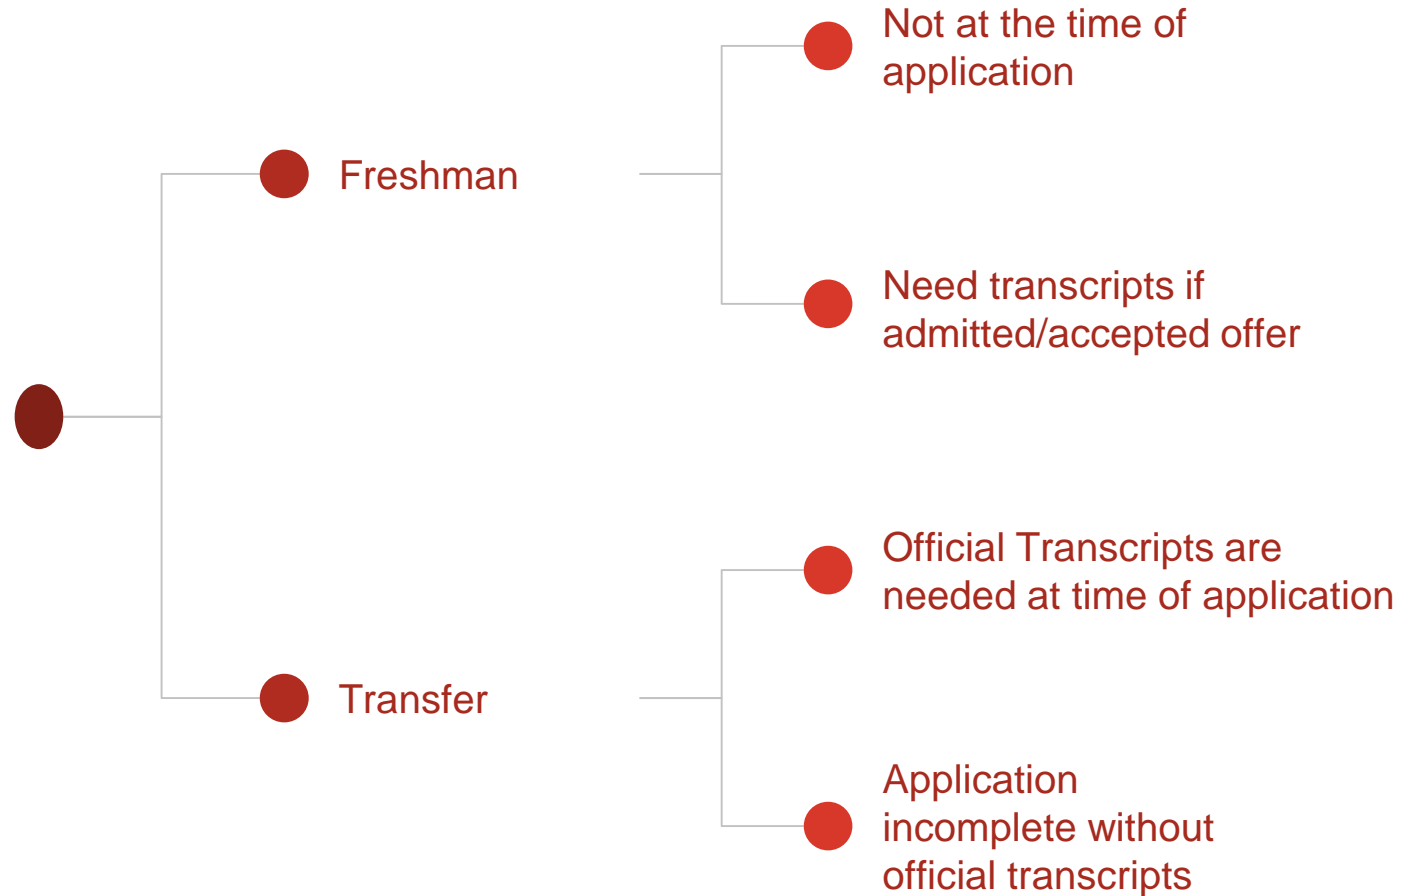 Freshman
Not at the time of
application
Need transcripts if
admitted/accepted offer
Transfer
Official Transcripts are
needed at time of application
Application
incomplete without
official transcripts